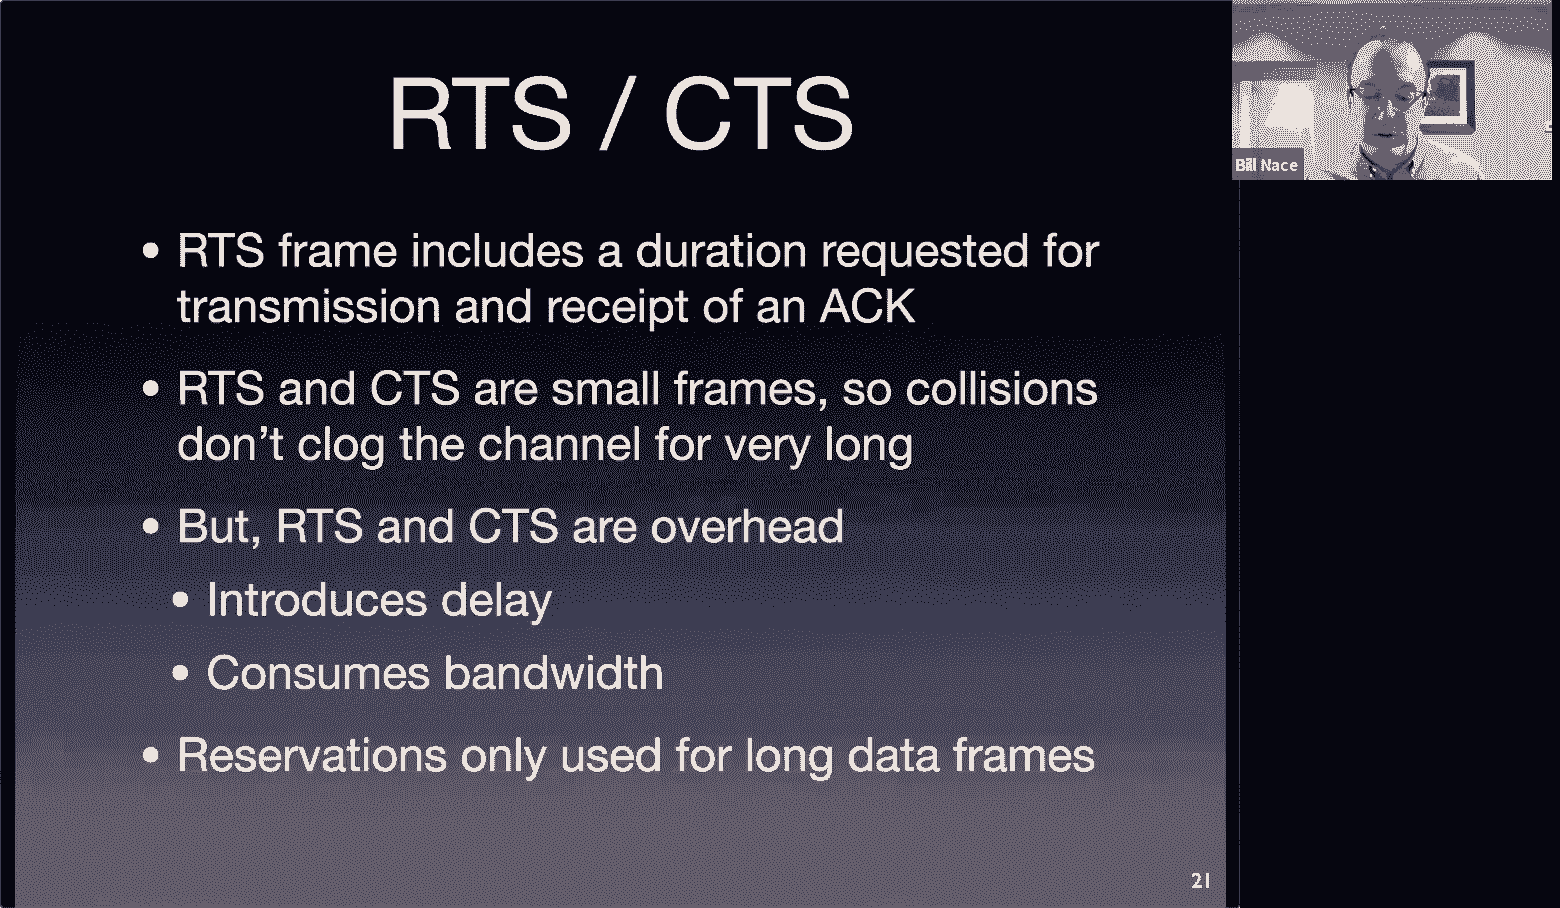 RTS / CTS
Bill Nace
• RTS frame includes a duration requested for
transmission and receipt of an ACK
• RTS and CTS are small frames, so collisions
don’t clog the channel for very long
• But, RTS and CTS are overhead
• Introduces delay
• Consumes bandwidth
• Reservations only used for long data frames
21